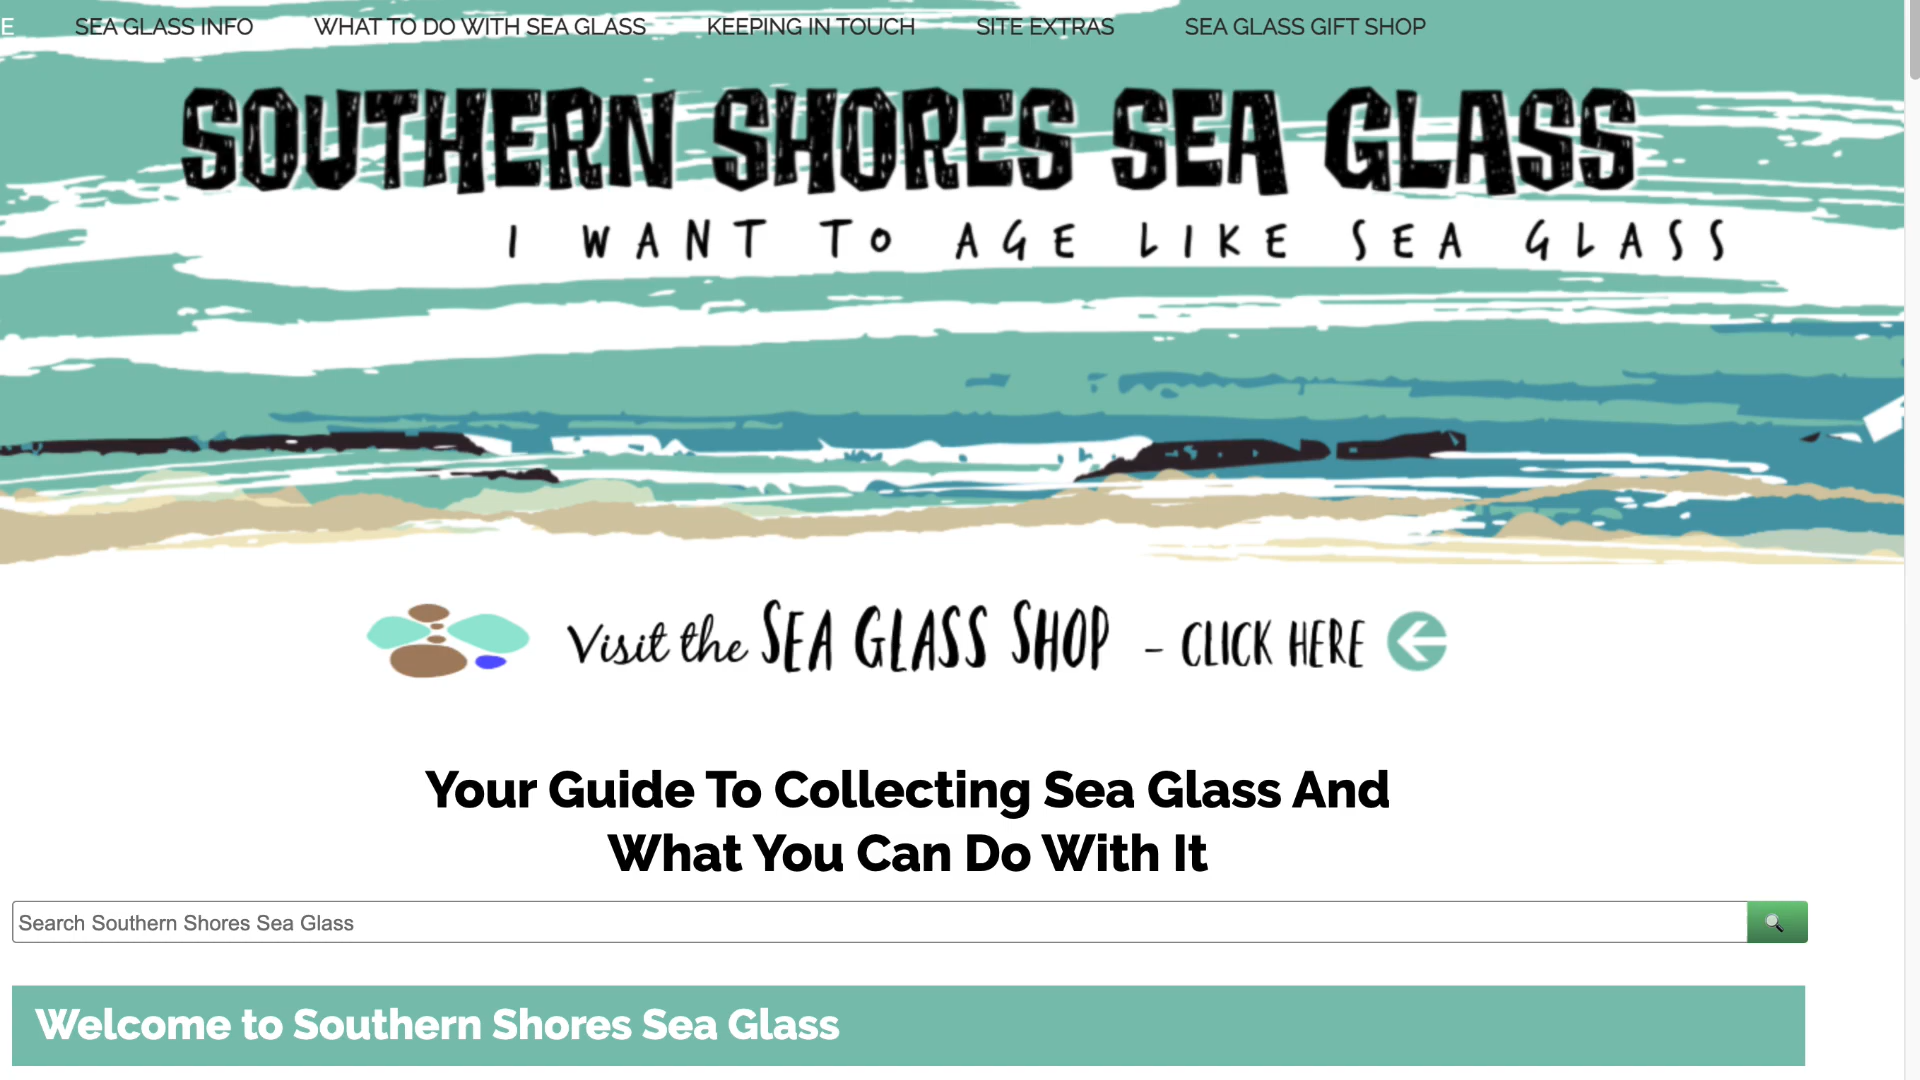 E SEA GLASS INFO WHAT TO DO WITH SEA GLASS KEEPING IN TOUCH SITE EXTRAS SEA GLASS GIFT SHOP
SOUTHERN SHORES SEA GLASS
I WANT TO AGE LIKE SEA GLASS
Visit the SEA GLASS SHOP - CLICK HERE
Your Guide To Collecting Sea Glass And
What You Can Do With It
Search Southern Shores Sea Glass
Welcome to Southern Shores Sea Glass